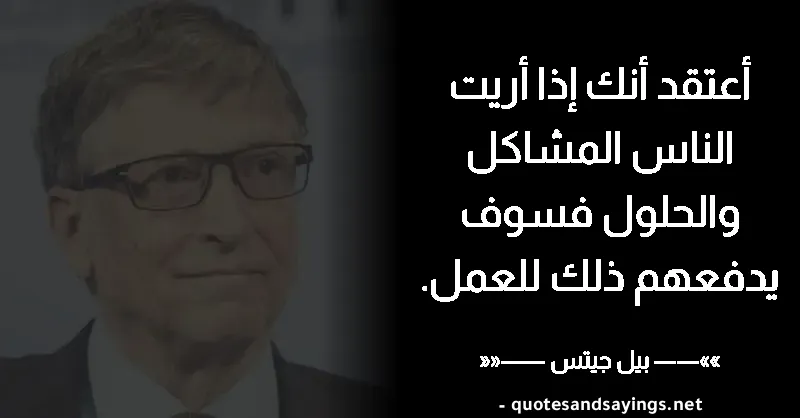 أعتقد أنك إذا أريت
الناس المشاكل
والحلول فسوف
يدفعهم ذلك للعمل.
»»—— بيل جيتس ——««
- quotesandsayings.net